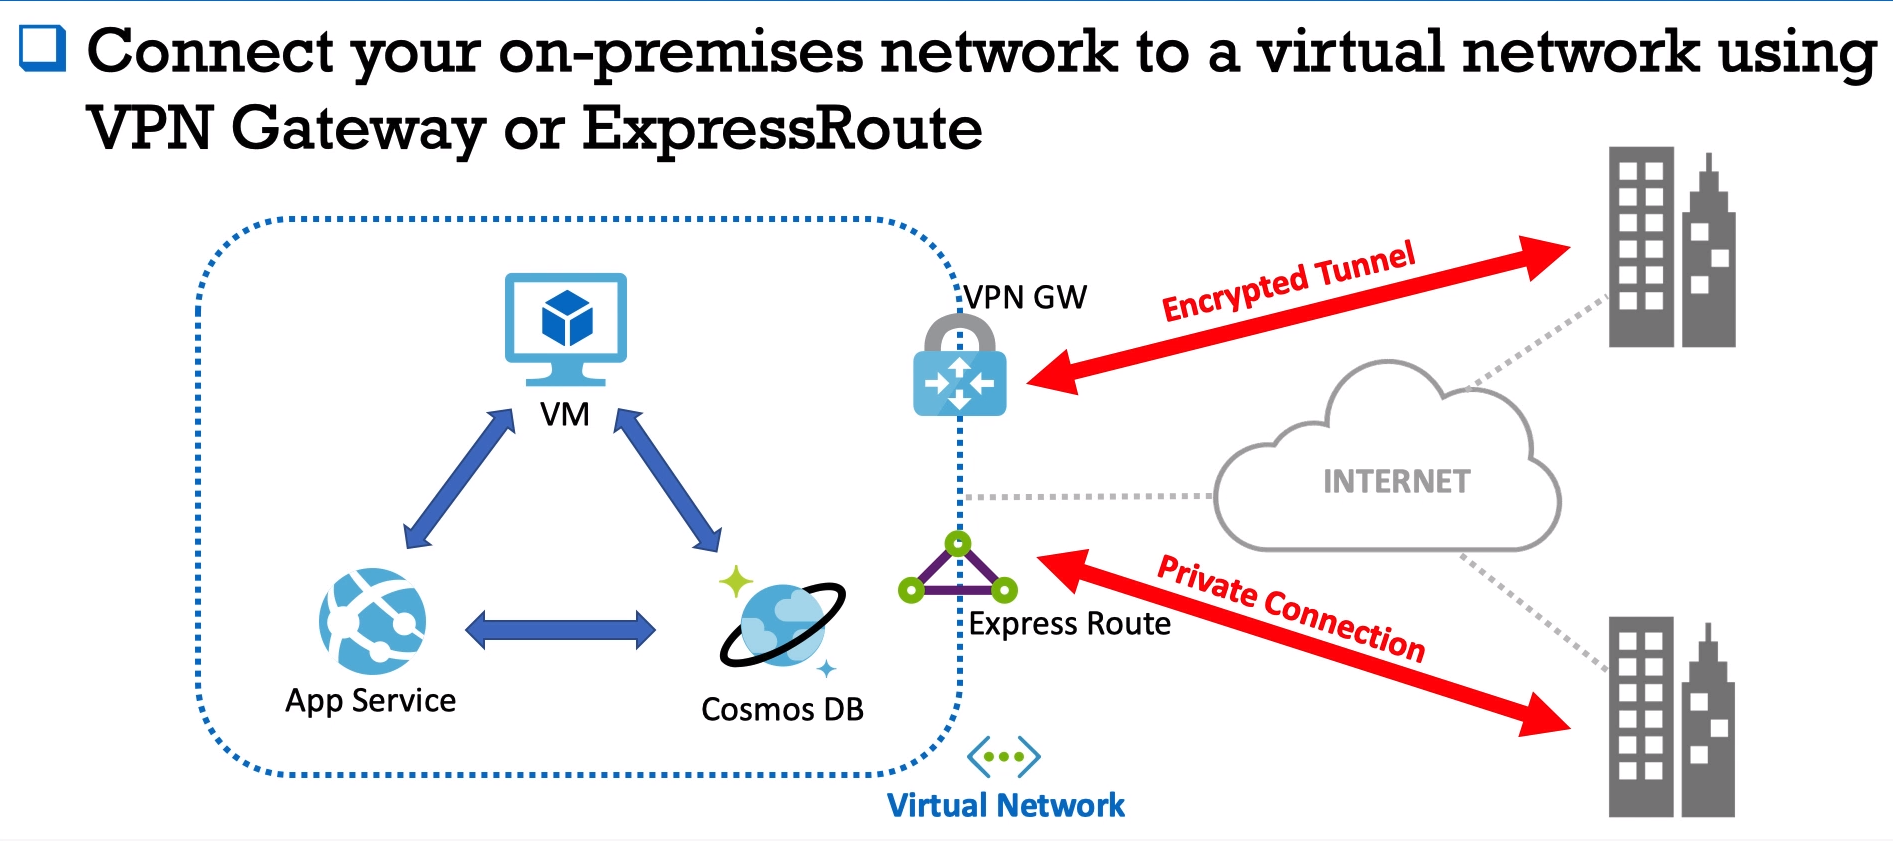 Connect your on-premises network to a virtual network using
VPN Gateway or ExpressRoute
VPN GW
Encrypted Tunnel
VM
INTERNET
Private Connection
Express Route
App Service
Cosmos DB
Virtual Network